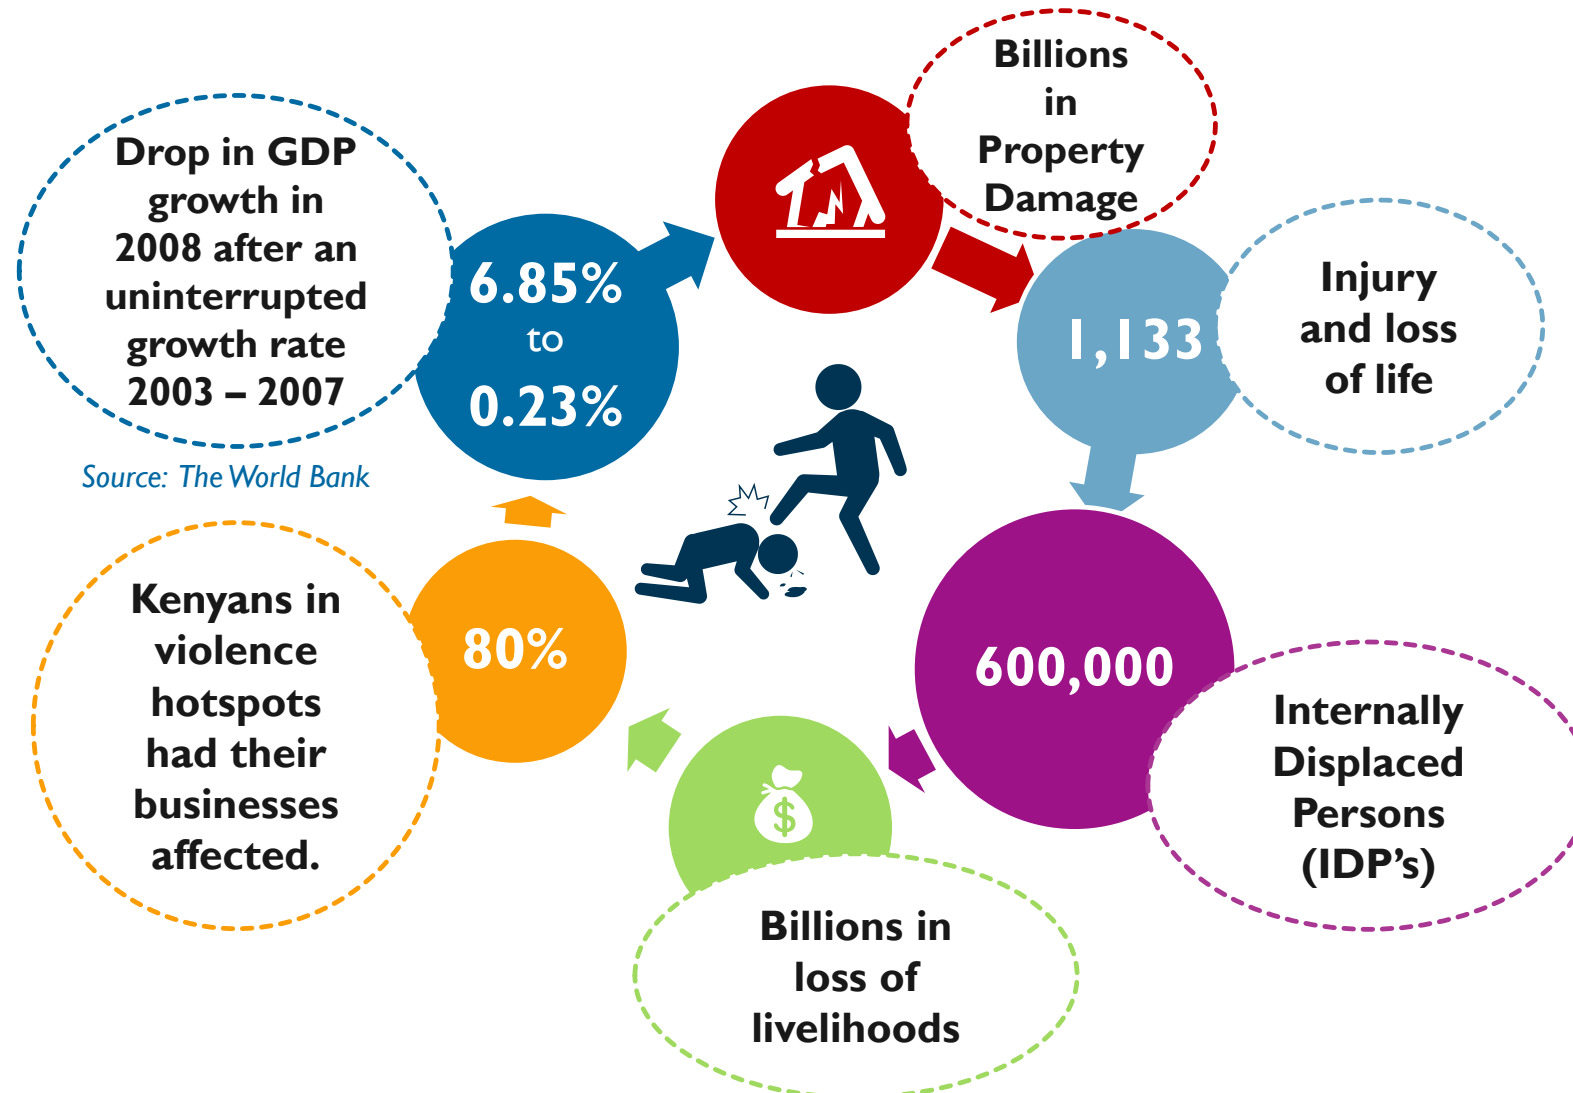 Billions
in
Property
Damage
Drop in GDP
growth in
2008 after an
uninterrupted
growth rate
2003 – 2007
6.85%
to
0.23%
Source: The World Bank
1,133
Injury
and loss
of life
Kenyans in
violence
hotspots
had their
businesses
affected.
80%
600,000
Internally
Displaced
Persons
(IDP’s)
$
Billions in
loss of
livelihoods